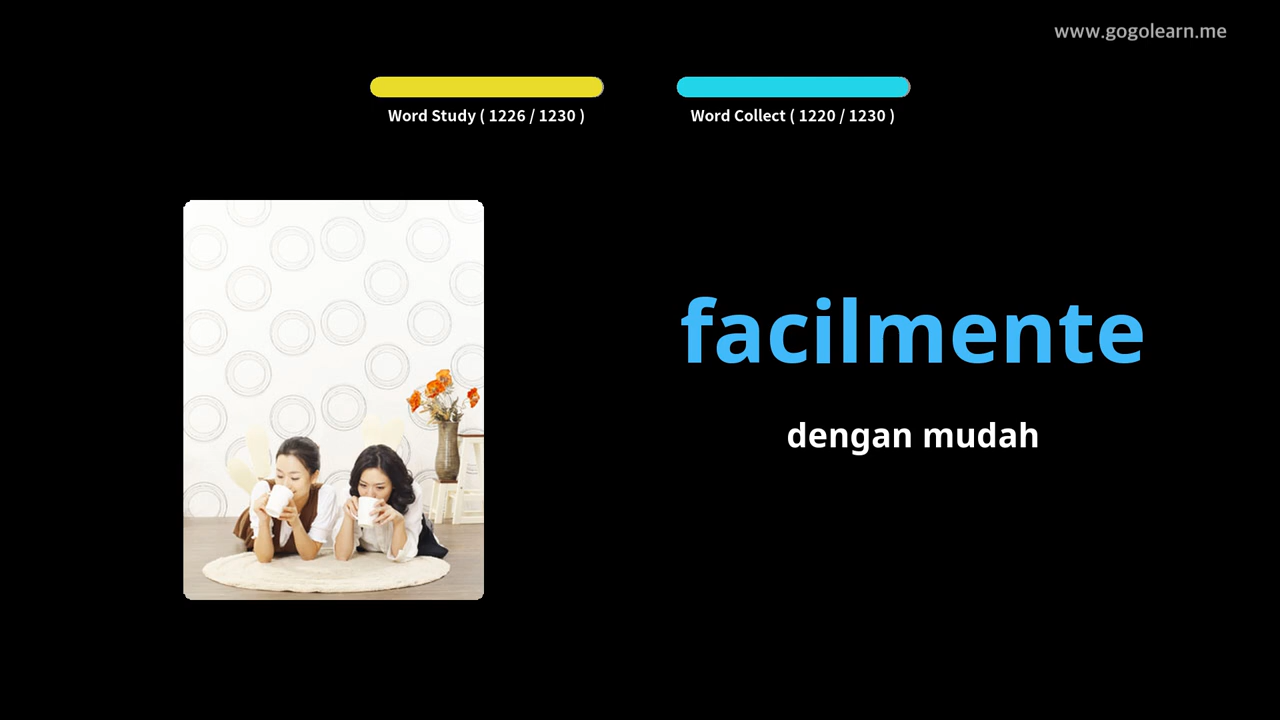 www.gogolearn.me
Word Study ( 1226 / 1230 )
Word Collect ( 1220 / 1230 )
facilmente
dengan mudah